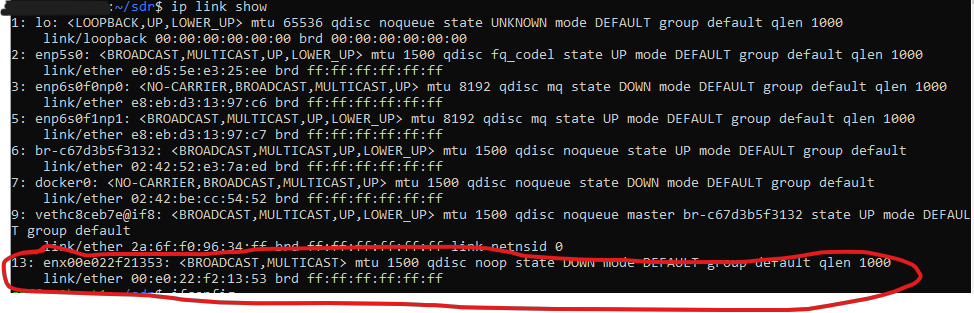 :~/sdr$ ip link show
1: lo: <LOOPBACK,UP,LOWER_UP> mtu 65536 qdisc noqueue state UNKNOWN mode DEFAULT group default qlen 1000
link/loopback 00:00:00:00:00:00 brd 00:00:00:00:00:00
2: enp5s0: <BROADCAST,MULTICAST,UP,LOWER_UP> mtu 1500 qdisc fq_codel state UP mode DEFAULT group default qlen 1000
link/ether e0:d5:5e:e3:25:ee brd ff:ff:ff:ff:ff:ff
3: enp6s0f0np0: <NO-CARRIER,BROADCAST,MULTICAST,UP> mtu 8192 qdisc mq state DOWN mode DEFAULT group default qlen 1000
link/ether e8:eb:d3:13:97:c6 brd ff:ff:ff:ff:ff:ff
5: enp6s0f1np1: <BROADCAST,MULTICAST,UP,LOWER_UP> mtu 8192 qdisc mq state UP mode DEFAULT group default qlen 1000
link/ether e8:eb:d3:13:97:c7 brd ff:ff:ff:ff:ff:ff
6: br-c67d3b5f3132: <BROADCAST,MULTICAST,UP,LOWER_UP> mtu 1500 qdisc noqueue state UP mode DEFAULT group default
link/ether 02:42:52:e3:7a:ed brd ff:ff:ff:ff:ff:ff
7: docker0: <NO-CARRIER,BROADCAST,MULTICAST,UP> mtu 1500 qdisc noqueue state DOWN mode DEFAULT group default
link/ether 02:42:be:cc:54:52 brd ff:ff:ff:ff:ff:ff
9: vethc8ceb7e@if8: <BROADCAST,MULTICAST,UP,LOWER_UP> mtu 1500 qdisc noqueue master br-c67d3b5f3132 state UP mode DEFAUL
T group default
link/ether 2a:6f:f0:96:34:ff brd ff:ff:ff:ff:ff:ff link-netnsid 0
13: enx00e022f21353: <BROADCAST,MULTICAST> mtu 1500 qdisc noop state DOWN mode DEFAULT group default qlen 1000
link/ether 00:e0:22:f2:13:53 brd ff:ff:ff:ff:ff:ff